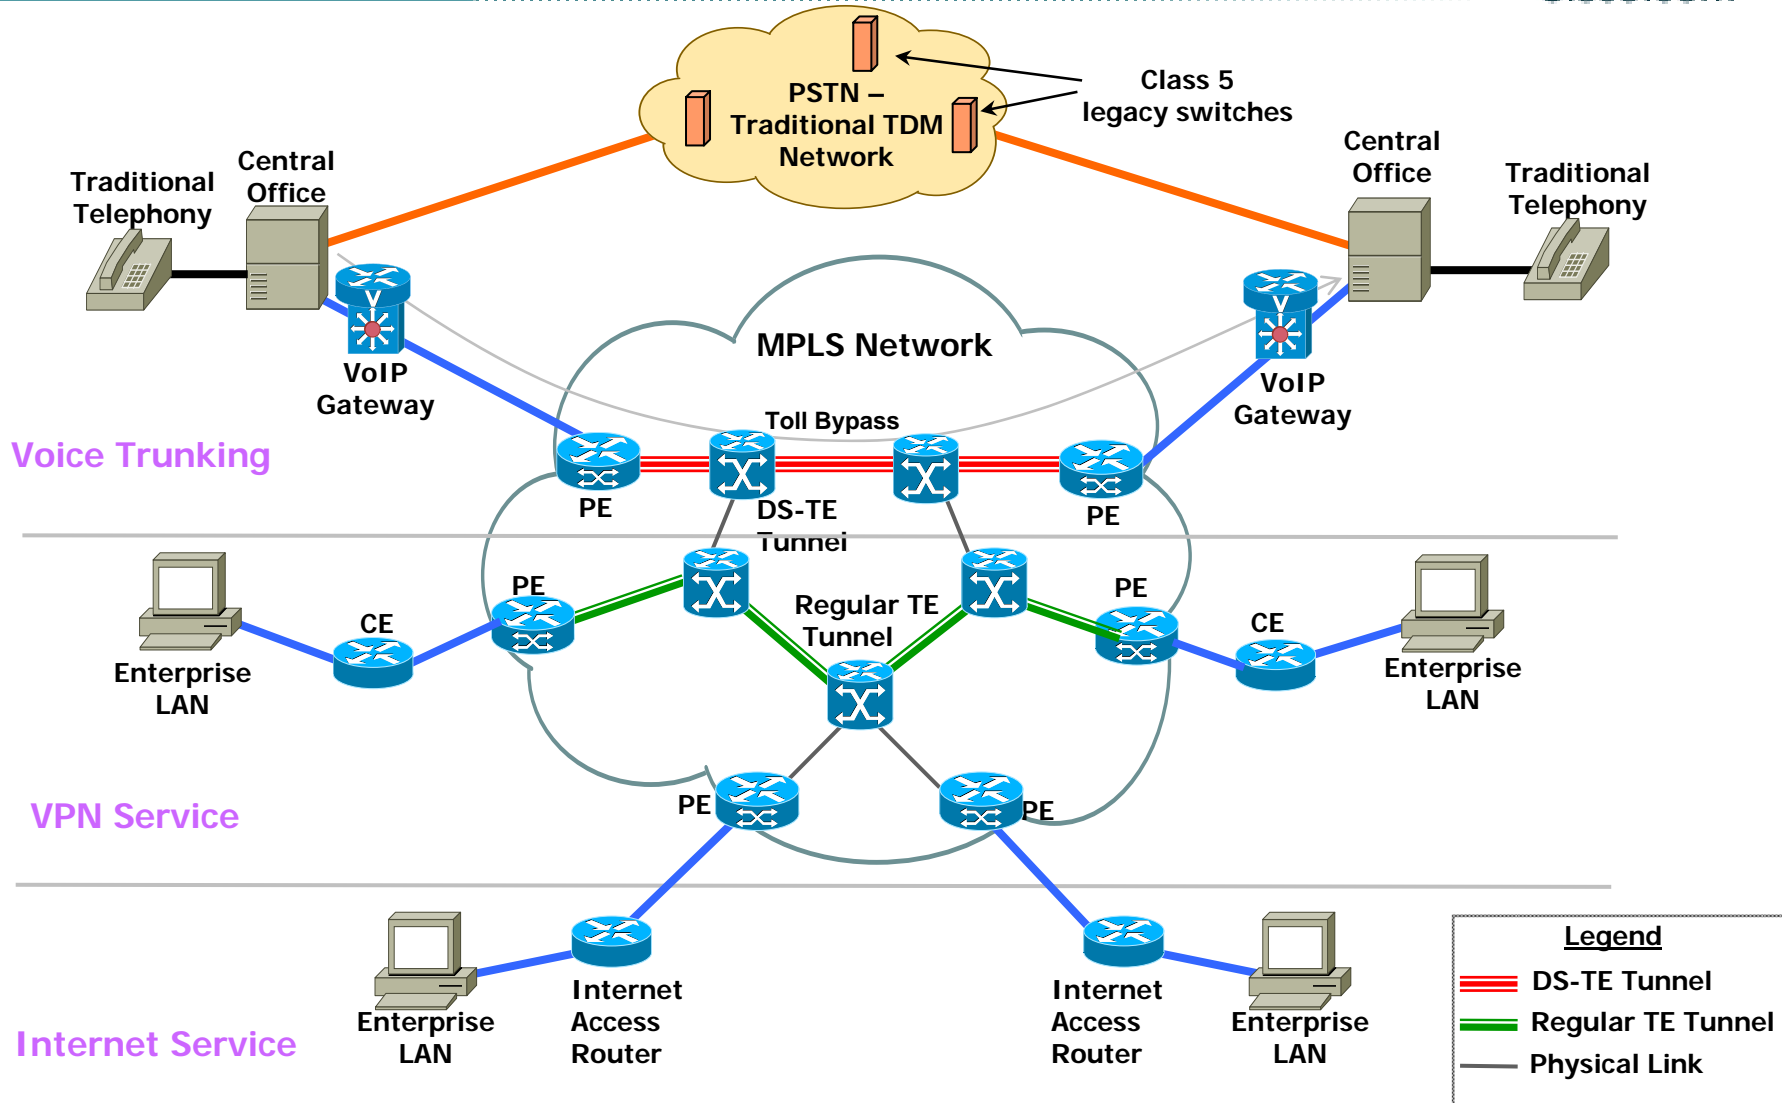 Class 5
legacy switches
PSTN –
Traditional TDM
Network
Central
Office
Traditional
Telephony
Central
Office
Traditional
Telephony
V
V
MPLS Network
VoIP
Gateway
VoIP
Gateway
Toll Bypass
Voice Trunking
PE
DS-TE
Tunnel
PE
PE
Regular TE
Tunnel
PE
CE
CE
Enterprise
LAN
Enterprise
LAN
VPN Service
PE
PE
Internet
Access
Router
Internet
Access
Router
Enterprise
LAN
Enterprise
LAN
Internet Service
Legend
DS-TE Tunnel
Regular TE Tunnel
Physical Link